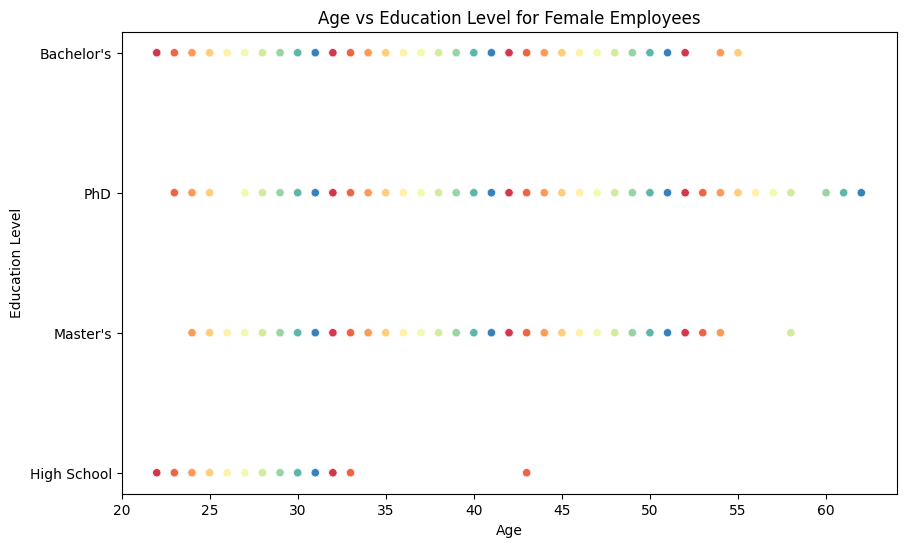 Age vs Education Level for Female Employees
Education Level
Bachelor's
PhD
Master's
High School
20 25 30 35 40 45 50 55 60
Age